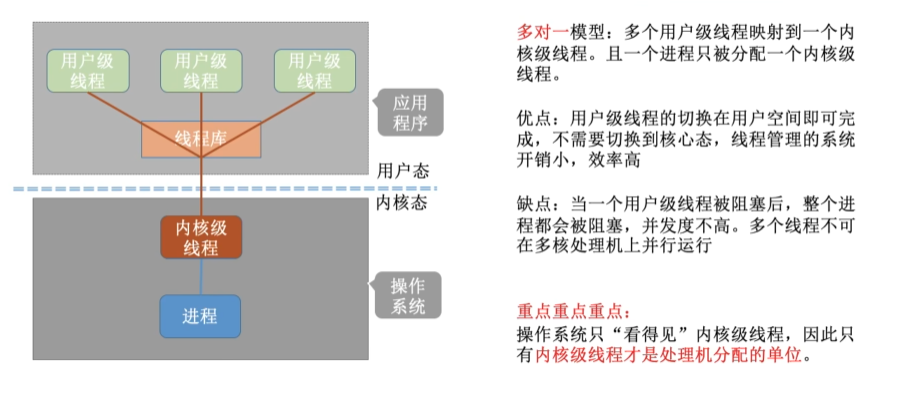 用户级
线程
用户级
线程
用户级
线程
线程库
应用
程序
用户态
内核态
内核级
线程
进程
操作
系统
多对一模型：多个用户级线程映射到一个内
核级线程。且一个进程只被分配一个内核级
线程。
优点：用户级线程的切换在用户空间即可完
成，不需要切换到核心态，线程管理的系统
开销小，效率高
缺点：当一个用户级线程被阻塞后，整个进
程都会被阻塞，并发度不高。多个线程不可
在多核处理机上并行运行
重点重点重点：
操作系统只“看得见”内核级线程，因此只
有内核级线程才是处理机分配的单位。